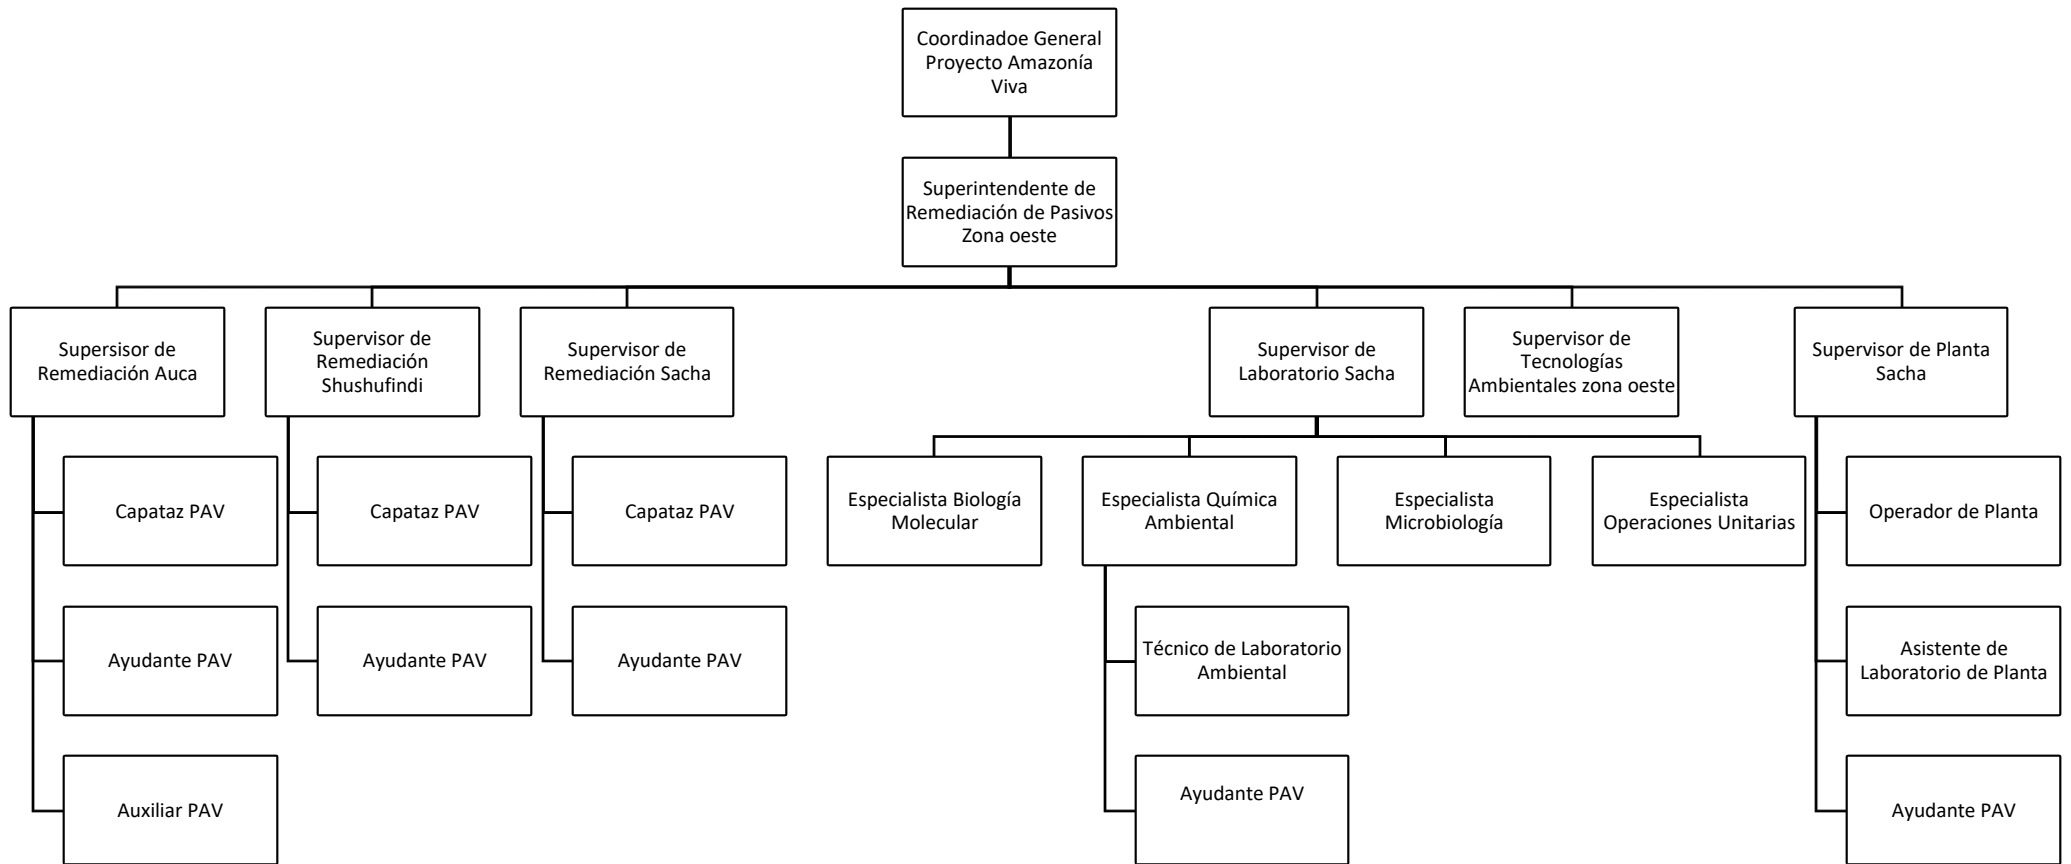 Coordinadoe General
Proyecto Amazonía
Viva
Superintendente de
Remediación de Pasivos
Zona oeste
Supersisor de
Remediación Auca
Supervisor de
Remediación
Shushufindi
Supervisor de
Remediación Sacha
Supervisor de
Laboratorio Sacha
Supervisor de
Tecnologías
Ambientales zona oeste
Supervisor de Planta
Sacha
Capataz PAV
Capataz PAV
Capataz PAV
Especialista Biología
Molecular
Especialista Química
Ambiental
Especialista
Microbiología
Especialista
Operaciones Unitarias
Operador de Planta
Ayudante PAV
Ayudante PAV
Ayudante PAV
Técnico de Laboratorio
Ambiental
Asistente de
Laboratorio de Planta
Auxiliar PAV
Ayudante PAV
Ayudante PAV